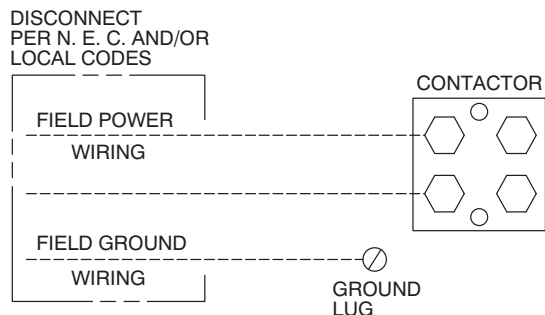 DISCONNECT
PER N. E. C. AND/OR
LOCAL CODES
CONTACTOR
FIELD POWER
WIRING
FIELD GROUND
WIRING
GROUND
LUG